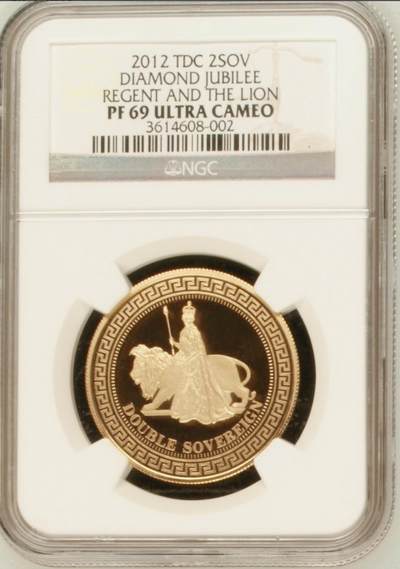 2012 TDC 2SOV
DIAMOND JUBILEE
REGENT AND THE LION
PF 69 ULTRA CAMEO
3614608-002
NGC
DOUBLE SOVEREIGN